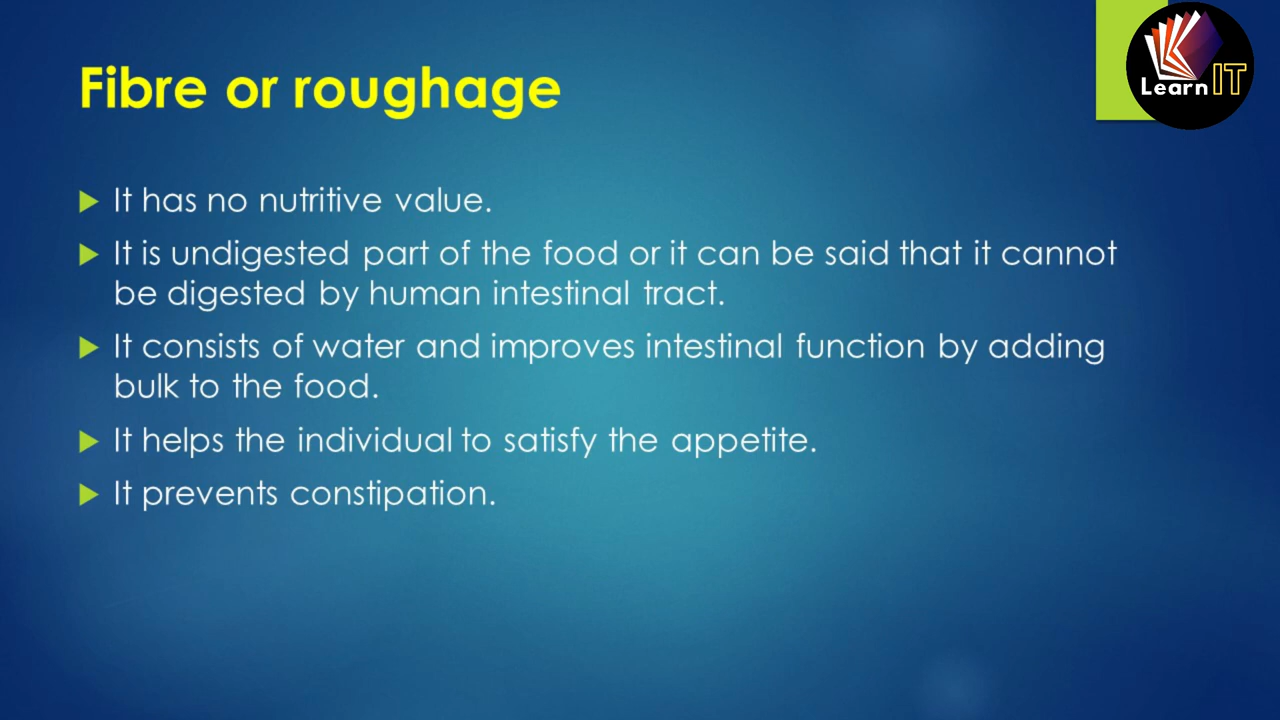 Fibre or roughage
Learn IT
It has no nutritive value.
It is undigested part of the food or it can be said that it cannot
be digested by human intestinal tract.
It consists of water and improves intestinal function by adding
bulk to the food.
It helps the individual to satisfy the appetite.
It prevents constipation.